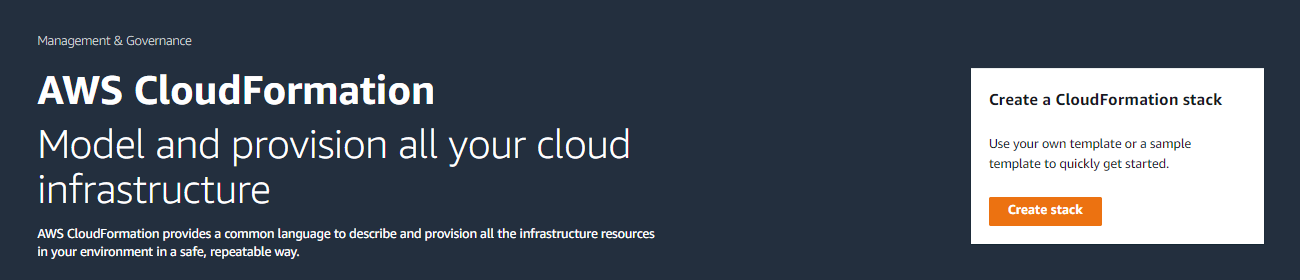 Management & Governance
AWS CloudFormation
Model and provision all your cloud
infrastructure
AWS CloudFormation provides a common language to describe and provision all the infrastructure resources
in your environment in a safe, repeatable way.
Create a CloudFormation stack
Use your own template or a sample
template to quickly get started.
Create stack